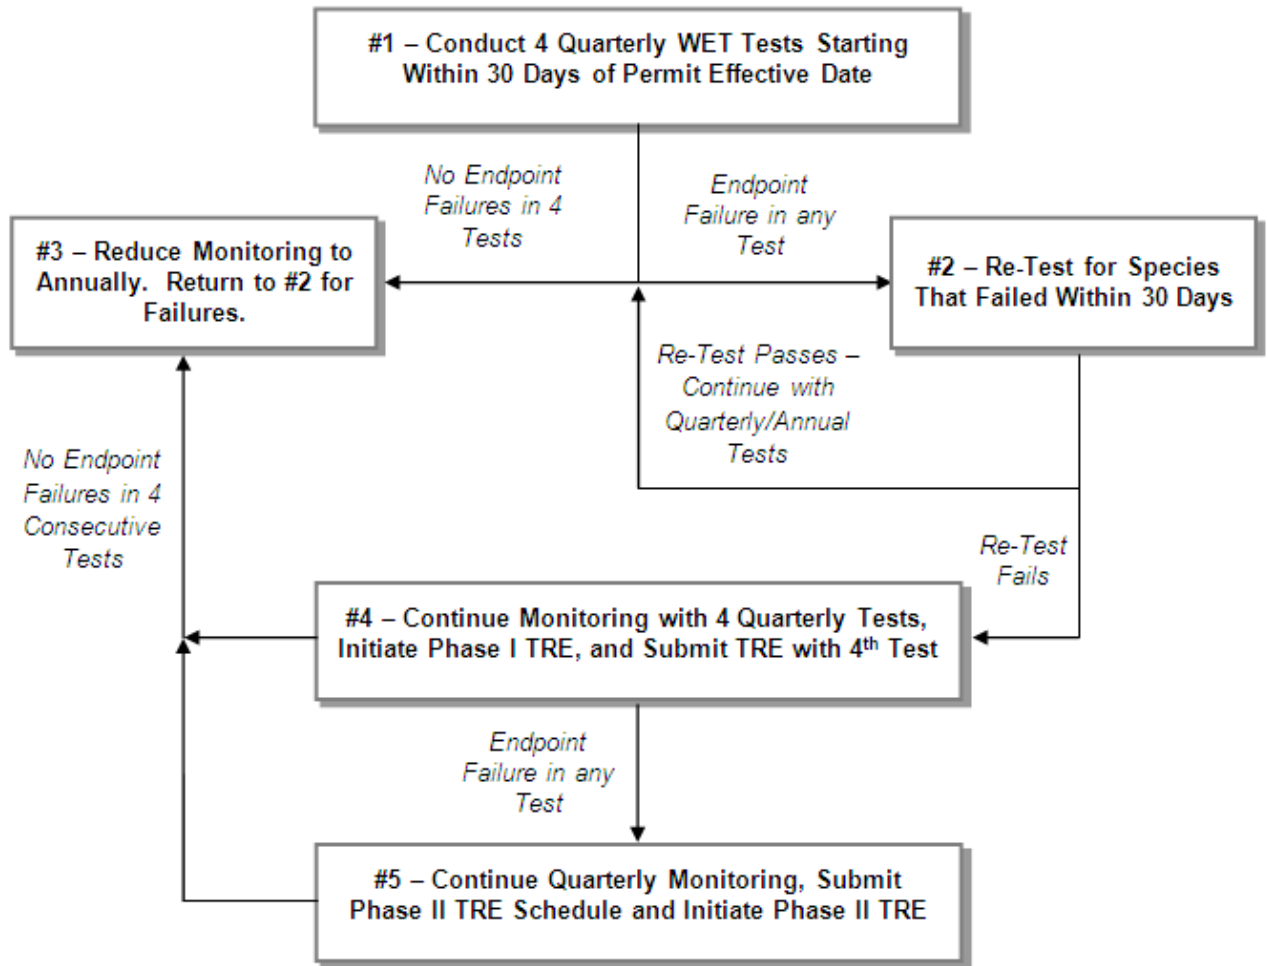 #1 – Conduct 4 Quarterly WET Tests Starting
Within 30 Days of Permit Effective Date
No Endpoint
Failures in 4
Tests
Endpoint
Failure in any
Test
#3 – Reduce Monitoring to
Annually. Return to #2 for
Failures.
#2 – Re-Test for Species
That Failed Within 30 Days
Re-Test Passes –
Continue with
Quarterly/Annual
Tests
No Endpoint
Failures in 4
Consecutive
Tests
Re-Test
Fails
#4 – Continue Monitoring with 4 Quarterly Tests,
Initiate Phase I TRE, and Submit TRE with 4th Test
Endpoint
Failure in any
Test
#5 – Continue Quarterly Monitoring, Submit
Phase II TRE Schedule and Initiate Phase II TRE